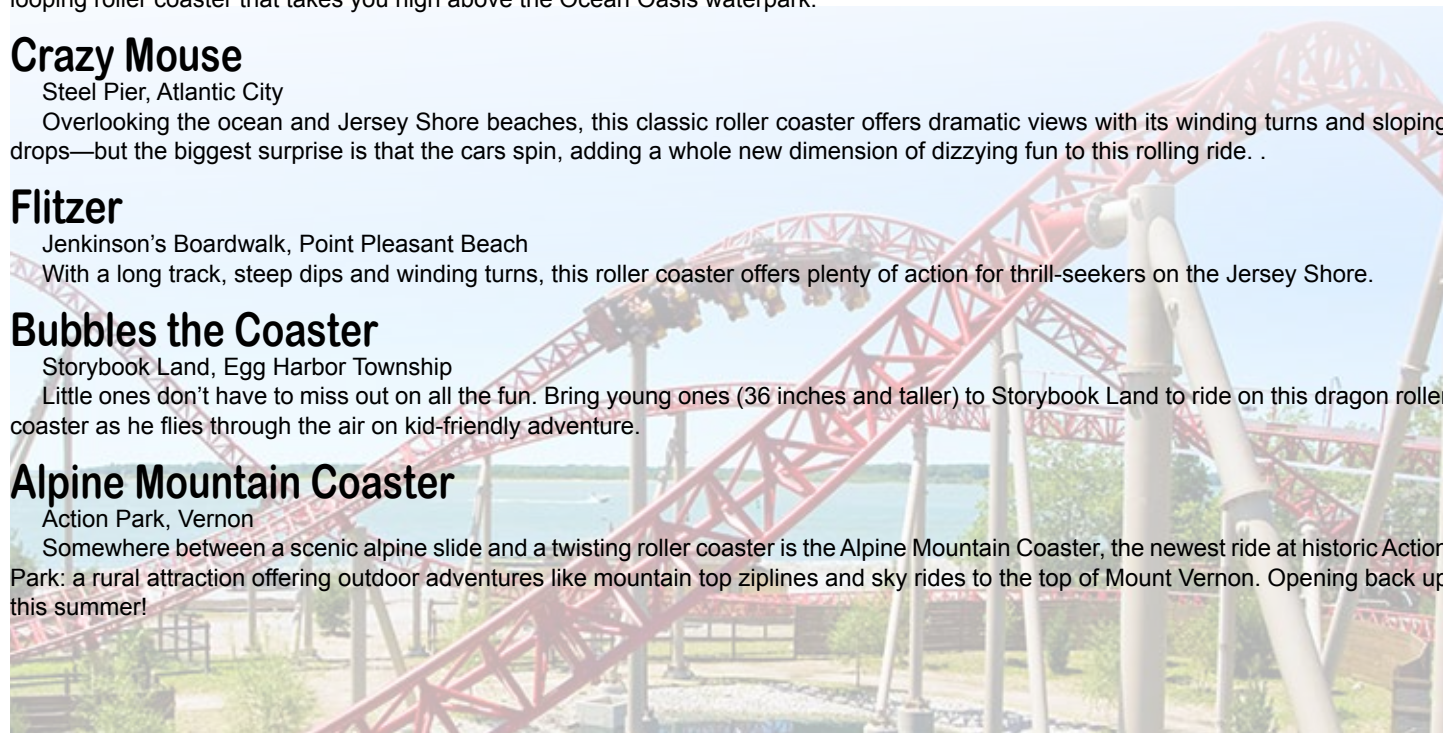 looping roller coaster that takes you high above the Ocean Oasis waterpark.
Crazy Mouse
Steel Pier, Atlantic City
Overlooking the ocean and Jersey Shore beaches, this classic roller coaster offers dramatic views with its winding turns and sloping
drops—but the biggest surprise is that the cars spin, adding a whole new dimension of dizzying fun to this rolling ride. .
Flitzer
Jenkinson’s Boardwalk, Point Pleasant Beach
With a long track, steep dips and winding turns, this roller coaster offers plenty of action for thrill-seekers on the Jersey Shore.
Bubbles the Coaster
Storybook Land, Egg Harbor Township
Little ones don’t have to miss out on all the fun. Bring young ones (36 inches and taller) to Storybook Land to ride on this dragon roller
coaster as he flies through the air on kid-friendly adventure.
Alpine Mountain Coaster
Action Park, Vernon
Somewhere between a scenic alpine slide and a twisting roller coaster is the Alpine Mountain Coaster, the newest ride at historic Action
Park: a rural attraction offering outdoor adventures like mountain top ziplines and sky rides to the top of Mount Vernon. Opening back up
this summer!